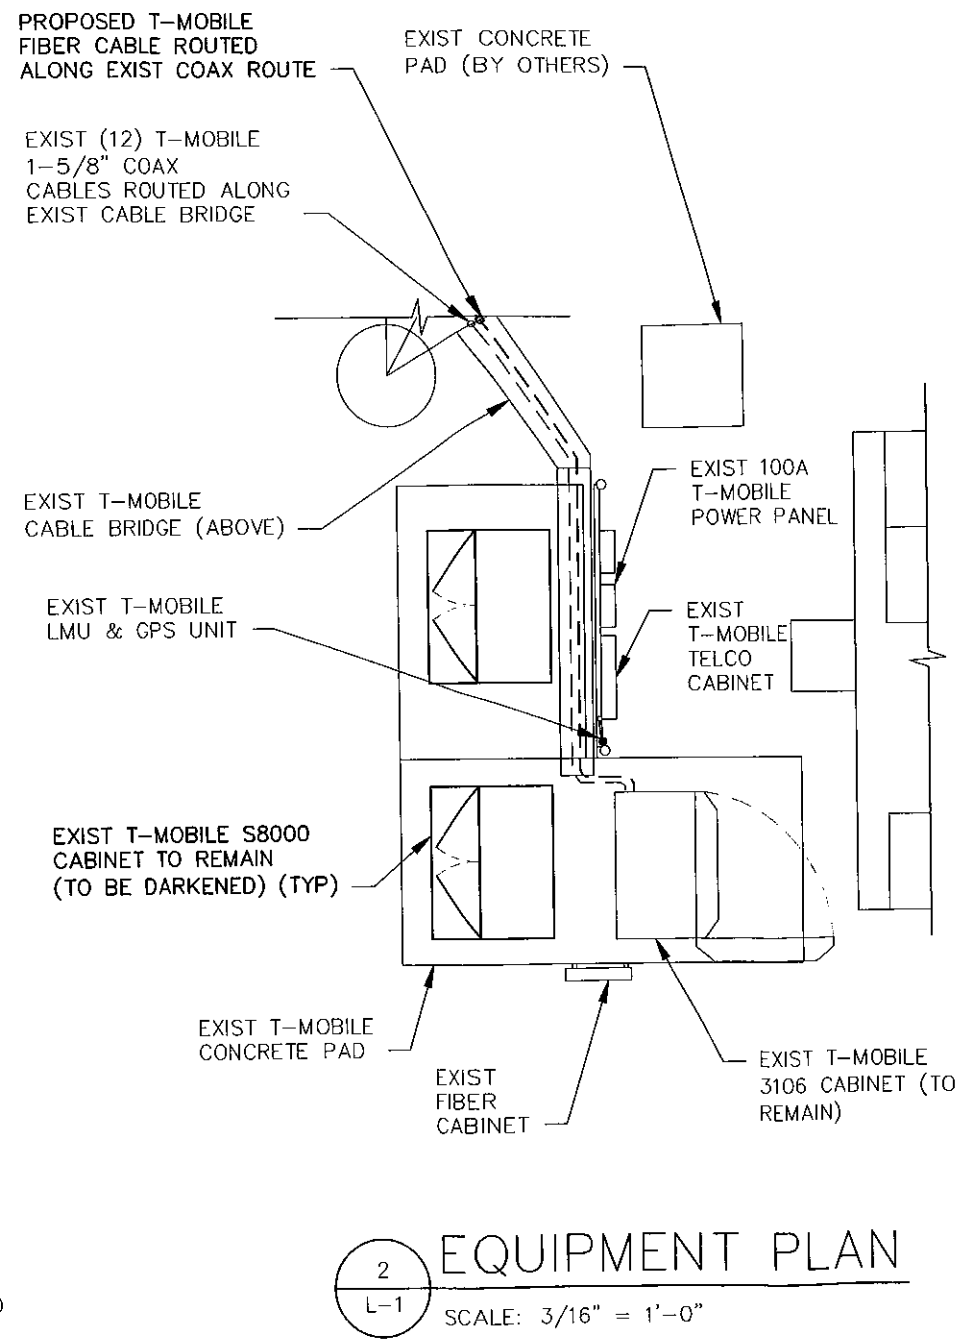 PROPOSED T-MOBILE
FIBER CABLE ROUTED
ALONG EXIST COAX ROUTE
EXIST CONCRETE
PAD (BY OTHERS)
EXIST (12) T-MOBILE
1-5/8" COAX
CABLES ROUTED ALONG
EXIST CABLE BRIDGE
EXIST T-MOBILE
CABLE BRIDGE (ABOVE)
EXIST 100A
T-MOBILE
POWER PANEL
EXIST T-MOBILE
LMU & GPS UNIT
EXIST
T-MOBILE
TELCO
CABINET
EXIST T-MOBILE S8000
CABINET TO REMAIN
(TO BE DARKENED) (TYP)
EXIST T-MOBILE
CONCRETE PAD
EXIST
FIBER
CABINET
EXIST T-MOBILE
3106 CABINET (TO
REMAIN)
2
L-1
EQUIPMENT PLAN
SCALE: 3/16" = 1'-0"
)